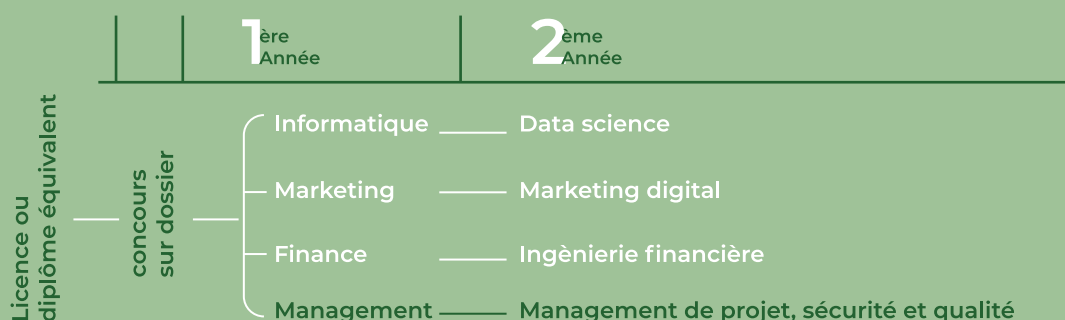 1ère Année
2ème Année
Licence ou
diplôme équivalent
concours
sur dossier
Informatique
Data science
Marketing
Marketing digital
Finance
Ingènierie financière
Management
Management de projet, sécurité et qualité